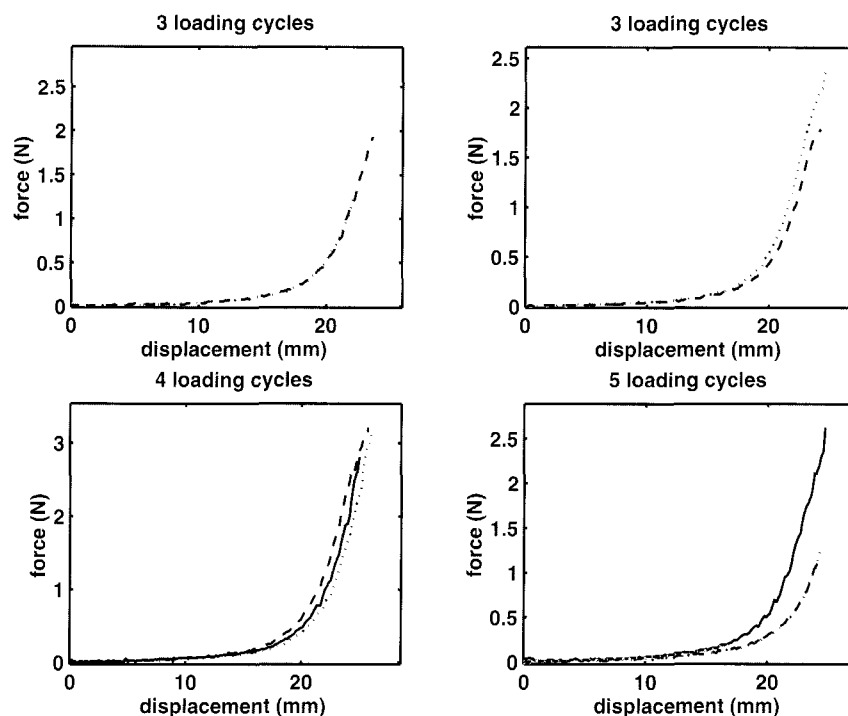 3 loading cycles
2.5
2
1.5
1
0.5
0
0
10
20
force (N)
displacement (mm)
3 loading cycles
2.5
2
1.5
1
0.5
0
0
10
20
force (N)
displacement (mm)
4 loading cycles
3
2
1
0
0
10
20
force (N)
displacement (mm)
5 loading cycles
2.5
2
1.5
1
0.5
0
0
10
20
force (N)
displacement (mm)